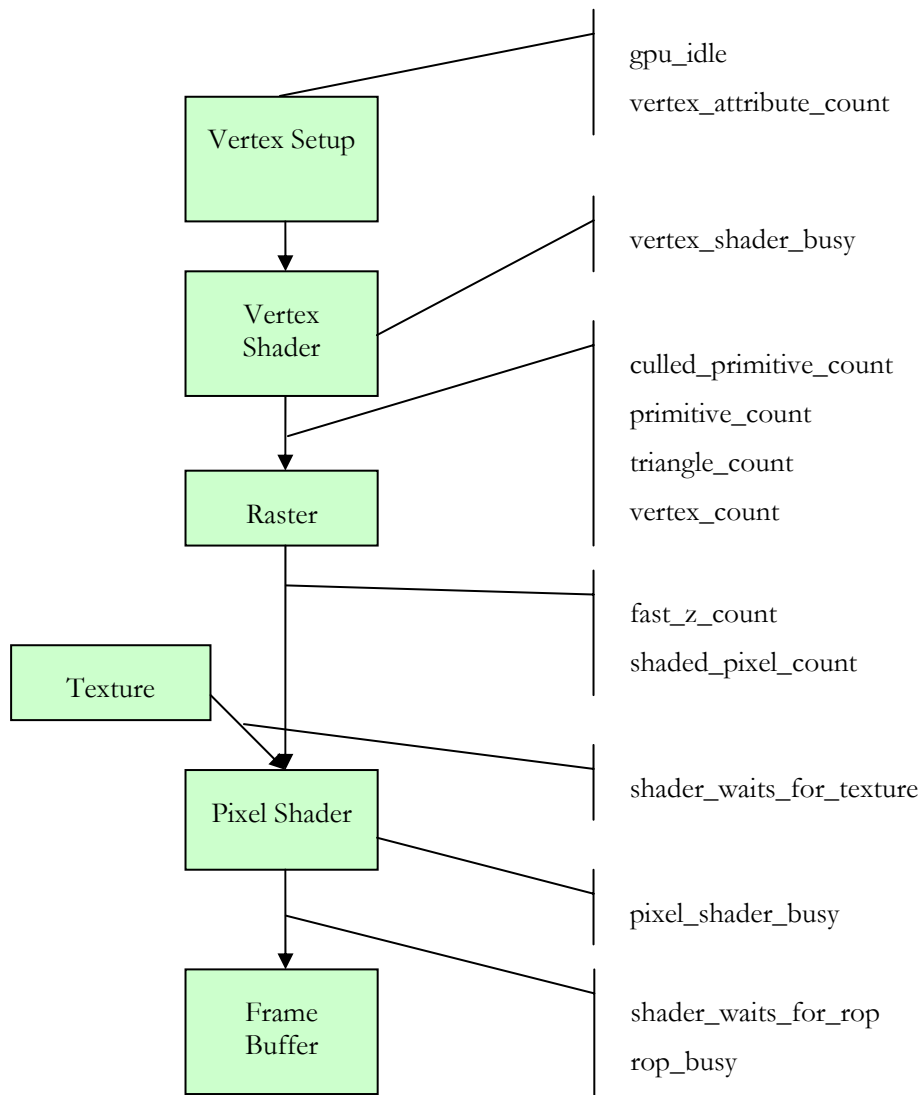 gpu_idle
vertex_attribute_count
Vertex Setup
vertex_shader_busy
Vertex
Shader
culled_primitive_count
primitive_count
triangle_count
vertex_count
Raster
fast_z_count
shaded_pixel_count
Texture
shader_waits_for_texture
Pixel Shader
pixel_shader_busy
Frame
Buffer
shader_waits_for_rop
rop_busy